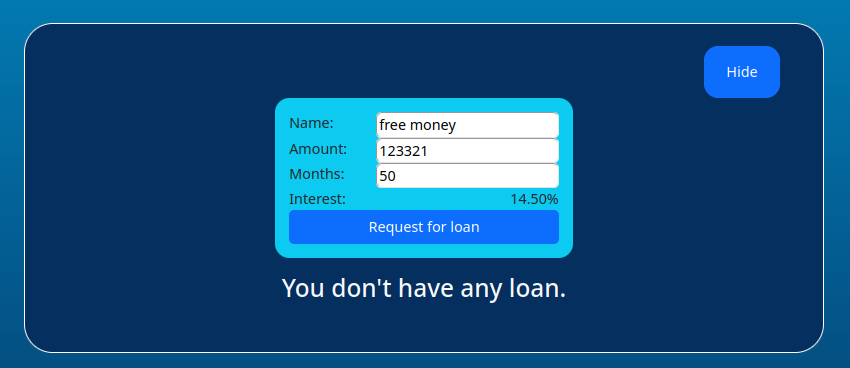 Hide
Name: free money
Amount: 123321
Months: 50
Interest: 14.50%
Request for loan
You don't have any loan.